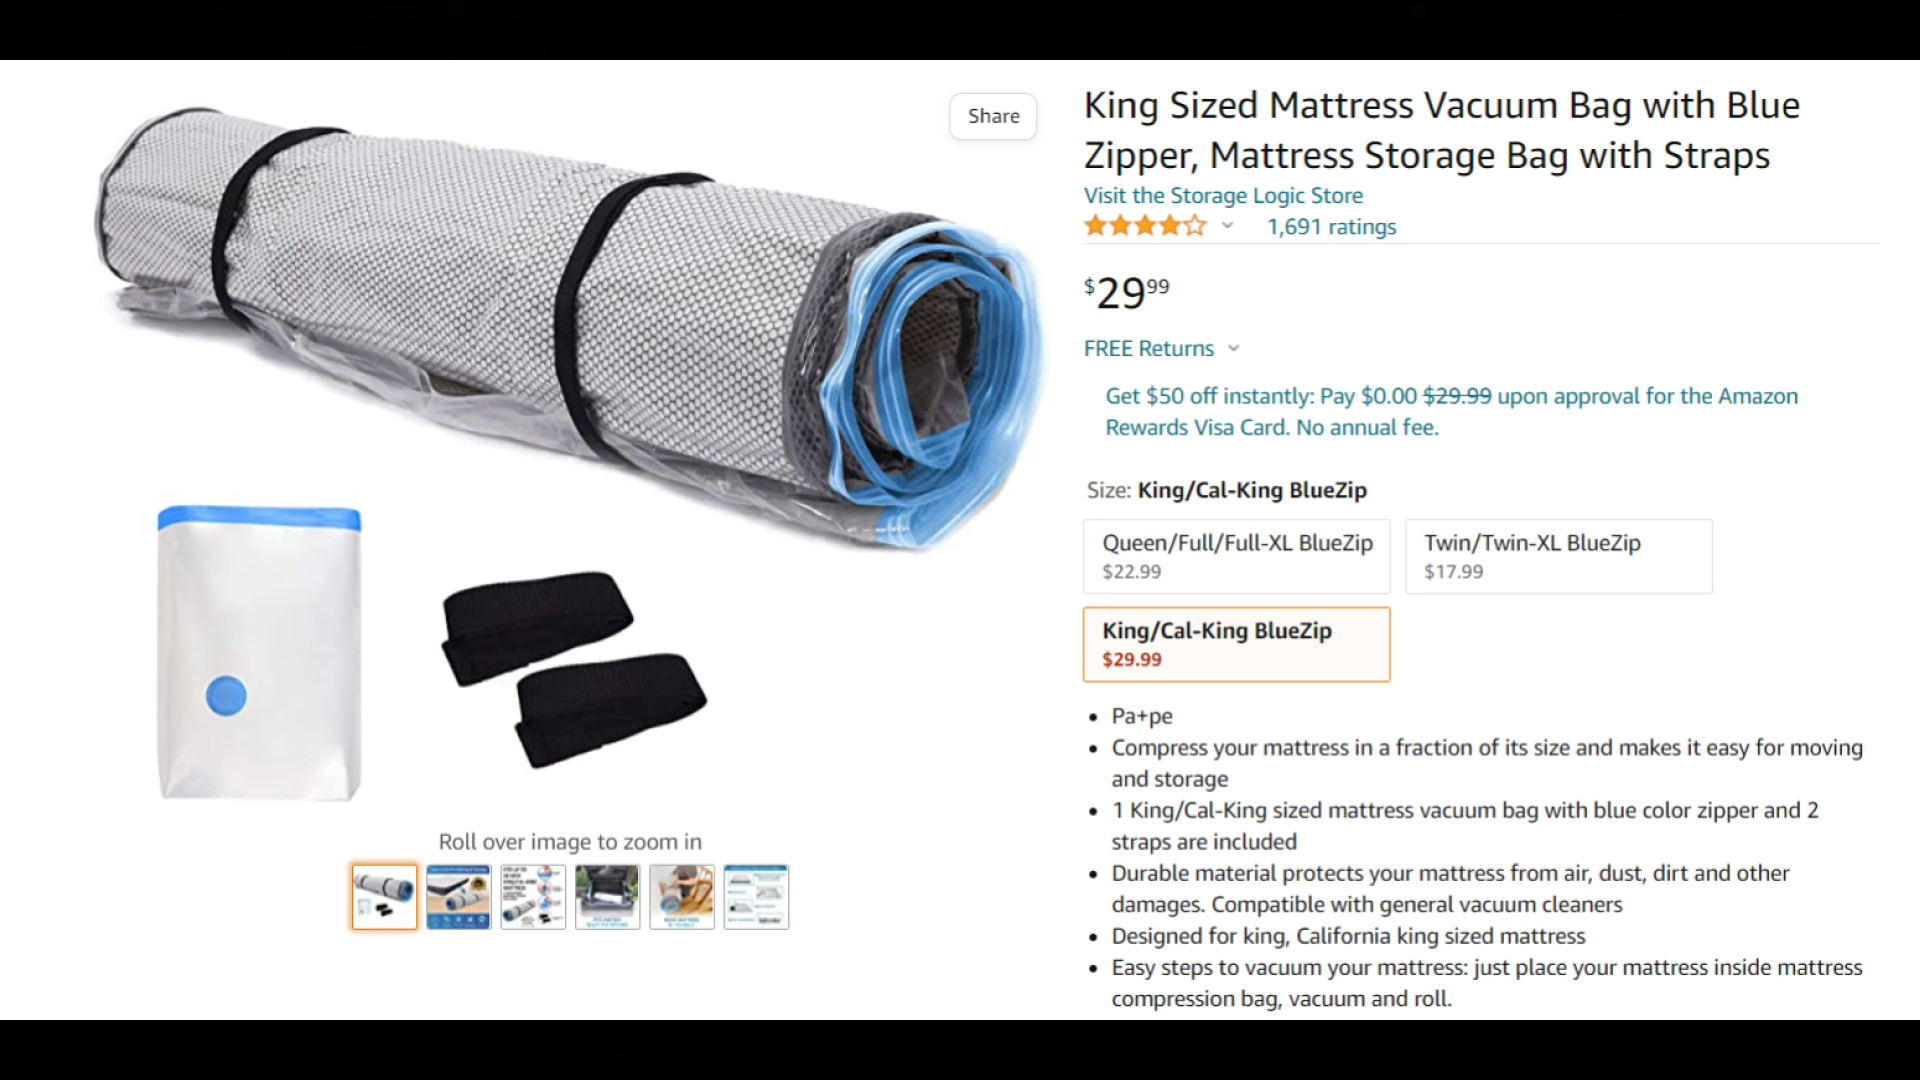 Share
King Sized Mattress Vacuum Bag with Blue
Zipper, Mattress Storage Bag with Straps
Visit the Storage Logic Store
1,691 ratings
$29.99
FREE Returns
Get $50 off instantly: Pay $0.00 $29.99 upon approval for the Amazon
Rewards Visa Card. No annual fee.
Size: King/Cal-King BlueZip
Queen/Full/Full-XL BlueZip
$22.99
Twin/Twin-XL BlueZip
$17.99
King/Cal-King BlueZip
$29.99
Pa+pe
Compress your mattress in a fraction of its size and makes it easy for moving
and storage
1 King/Cal-King sized mattress vacuum bag with blue color zipper and 2
straps are included
Durable material protects your mattress from air, dust, dirt and other
damages. Compatible with general vacuum cleaners
Designed for king, California king sized mattress
Easy steps to vacuum your mattress: just place your mattress inside mattress
compression bag, vacuum and roll.
Roll over image to zoom in